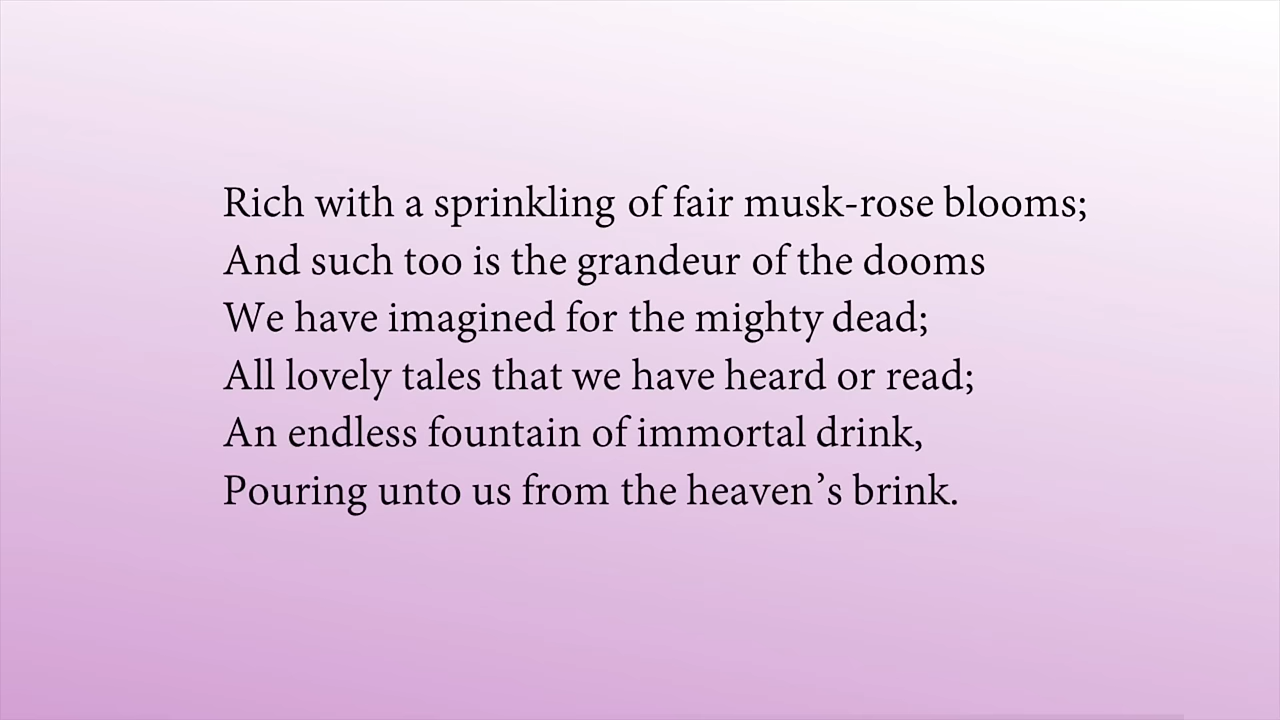 Rich with a sprinkling of fair musk-rose blooms;
And such too is the grandeur of the dooms
We have imagined for the mighty dead;
All lovely tales that we have heard or read;
An endless fountain of immortal drink,
Pouring unto us from the heaven’s brink.